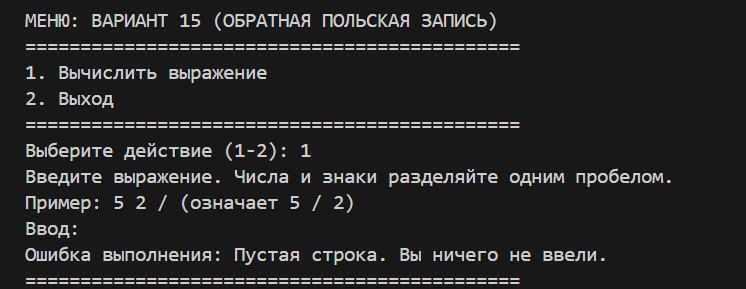 МЕНЮ: ВАРИАНТ 15 (ОБРАТНАЯ ПОЛЬСКАЯ ЗАПИСЬ)
=============================================
1. Вычислить выражение
2. Выход
=============================================
Выберите действие (1-2): 1
Введите выражение. Числа и знаки разделяйте одним пробелом.
Пример: 5 2 / (означает 5 / 2)
Ввод:
Ошибка выполнения: Пустая строка. Вы ничего не ввели.
=============================================